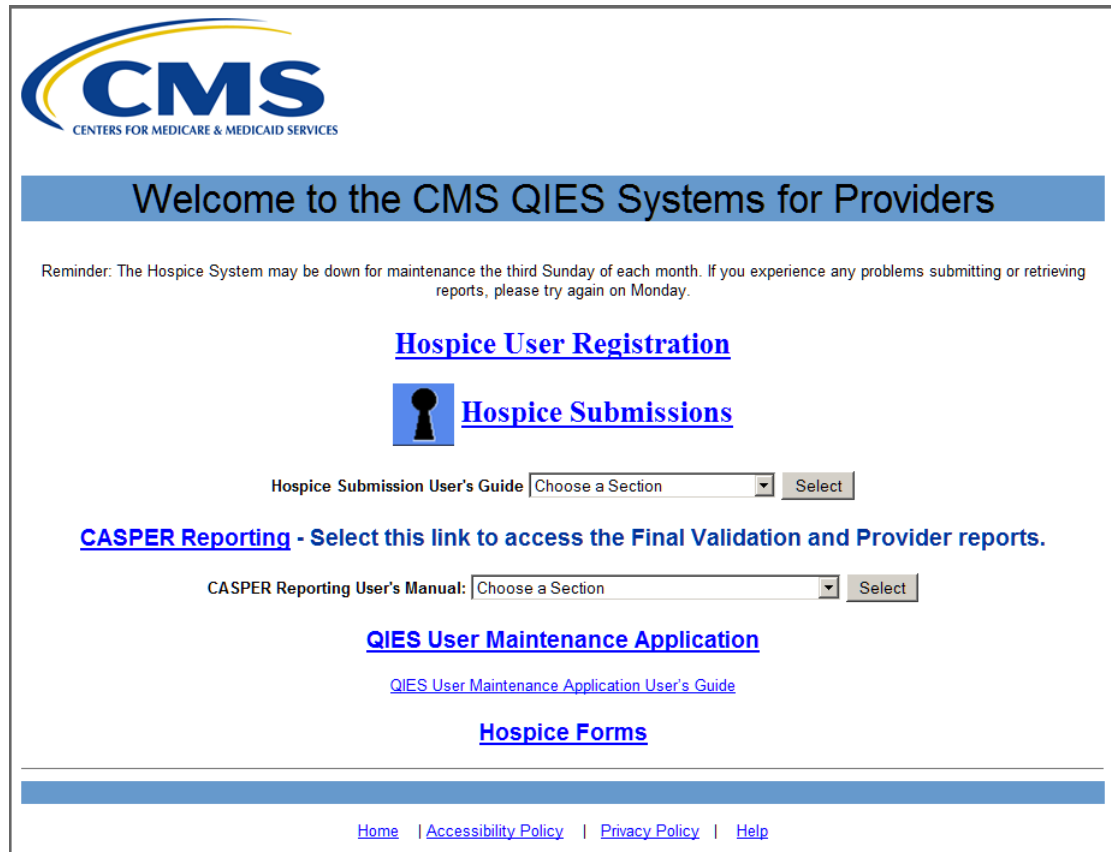 CMS
CENTERS FOR MEDICARE & MEDICAID SERVICES
Welcome to the CMS QIES Systems for Providers
Reminder: The Hospice System may be down for maintenance the third Sunday of each month. If you experience any problems submitting or retrieving
reports, please try again on Monday.
Hospice User Registration
Hospice Submissions
Hospice Submission User's Guide Choose a Section Select
CASPER Reporting - Select this link to access the Final Validation and Provider reports.
CASPER Reporting User's Manual: Choose a Section Select
QIES User Maintenance Application
QIES User Maintenance Application User's Guide
Hospice Forms
Home | Accessibility Policy | Privacy Policy | Help